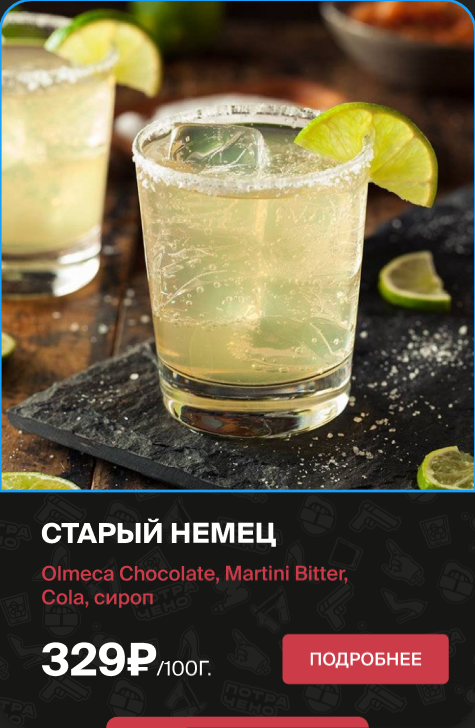 СТАРЫЙ НЕМЕЦ
Olmeca Chocolate, Martini Bitter,
Cola, сироп
329₽/100Г.
ПОДРОБНЕЕ